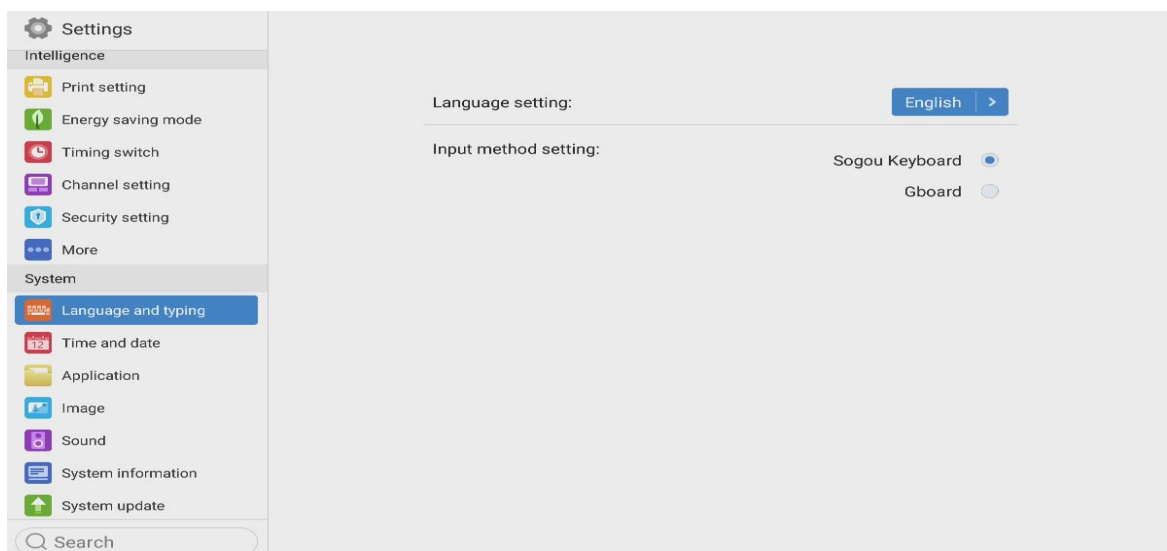 Settings
Intelligence
Print setting
Energy saving mode
Timing switch
Channel setting
Security setting
More
System
Language and typing
12
Time and date
Application
Image
Sound
System information
System update
Search
Language setting:
English >
Input method setting:
Sogou Keyboard
Gboard